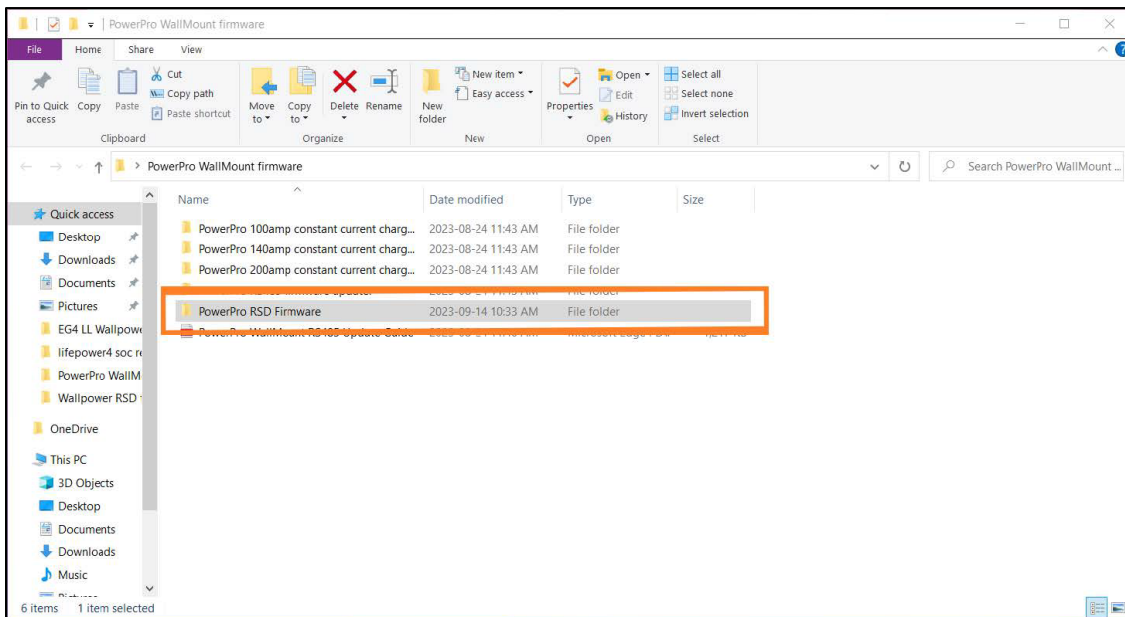 PowerPro WallMount firmware
File Home Share View
Pin to Quick access
Copy
Paste
Cut
Copy path
Paste shortcut
Move to
Copy to
Delete
Rename
New folder
New item
Easy access
Properties
Open
Edit
History
Select all
Select none
Invert selection
Clipboard Organize New Open Select
PowerPro WallMount firmware
Search PowerPro WallMount ...
Name Date modified Type Size
Quick access
Desktop
Downloads
Documents
Pictures
EG4 LL Wallpowe
lifepower4 soc re
PowerPro WallM
Wallpower RSD
OneDrive
This PC
3D Objects
Desktop
Documents
Downloads
Music
PowerPro 100amp constant current charg... 2023-08-24 11:43 AM File folder
PowerPro 140amp constant current charg... 2023-08-24 11:43 AM File folder
PowerPro 200amp constant current charg... 2023-08-24 11:43 AM File folder
PowerPro RSD Firmware 2023-09-14 10:33 AM File folder
PowerPro WallMount RS485 Update Guide
6 items 1 item selected